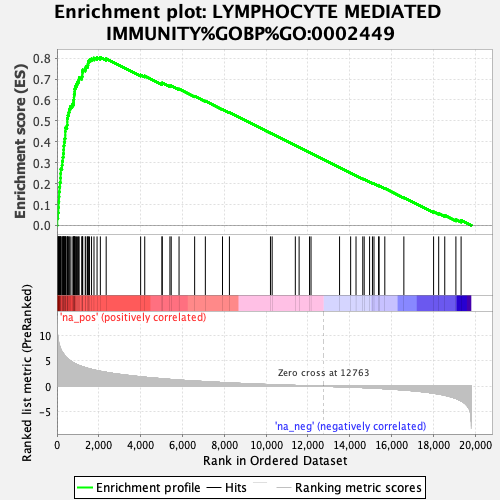 Enrichment plot: LYMPHOCYTE MEDIATED
IMMUNITY%GOBP%GO:0002449
Enrichment score (ES)
0.8
0.7
0.6
0.5
0.4
0.3
0.2
0.1
0.0
'na_pos' (positively correlated)
Ranked list metric (PreRanked)
10
5
0
-5
Zero cross at 12763
'na_neg' (negatively correlated)
0 2,000 4,000 6,000 8,000 10,000 12,000 14,000 16,000 18,000 20,000
Rank in Ordered Dataset
Enrichment profile Hits Ranking metric scores